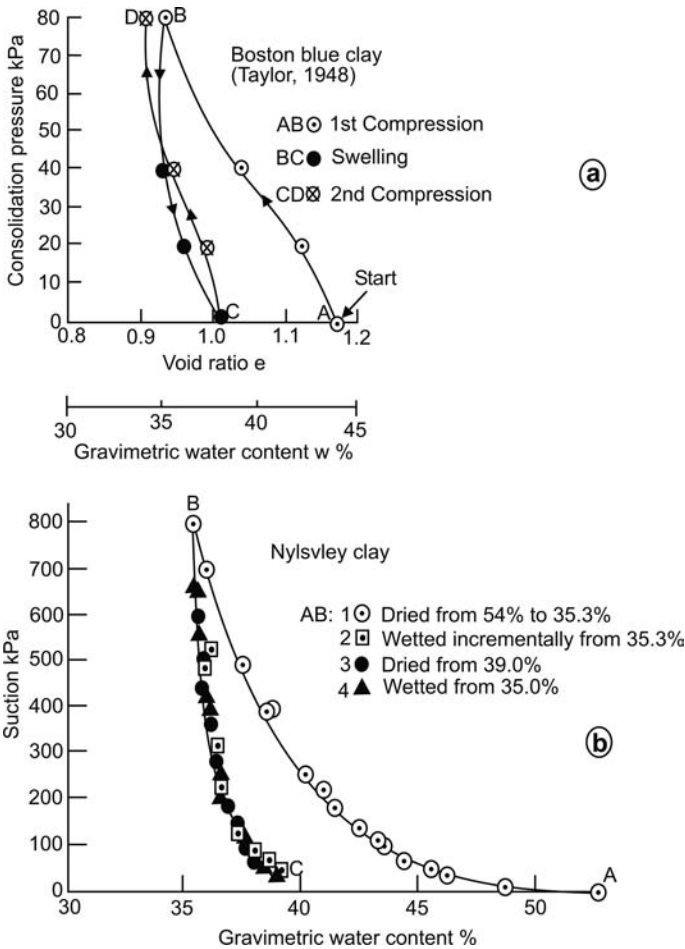 80
70
60
50
40
30
20
10
0
Consolidation pressure kPa
D
B
Boston blue clay
(Taylor, 1948)
AB 1st Compression
BC Swelling
CD 2nd Compression
a
Start
A
C
0.8 0.9 1.0 1.1 1.2
Void ratio e
30 35 40 45
Gravimetric water content w %
B
800
700
600
500
400
300
200
100
0
Suction kPa
Nylsvley clay
AB: 1 Dried from 54% to 35.3%
2 Wetted incrementally from 35.3%
3 Dried from 39.0%
4 Wetted from 35.0%
b
C
A
30 35 40 45 50
Gravimetric water content %